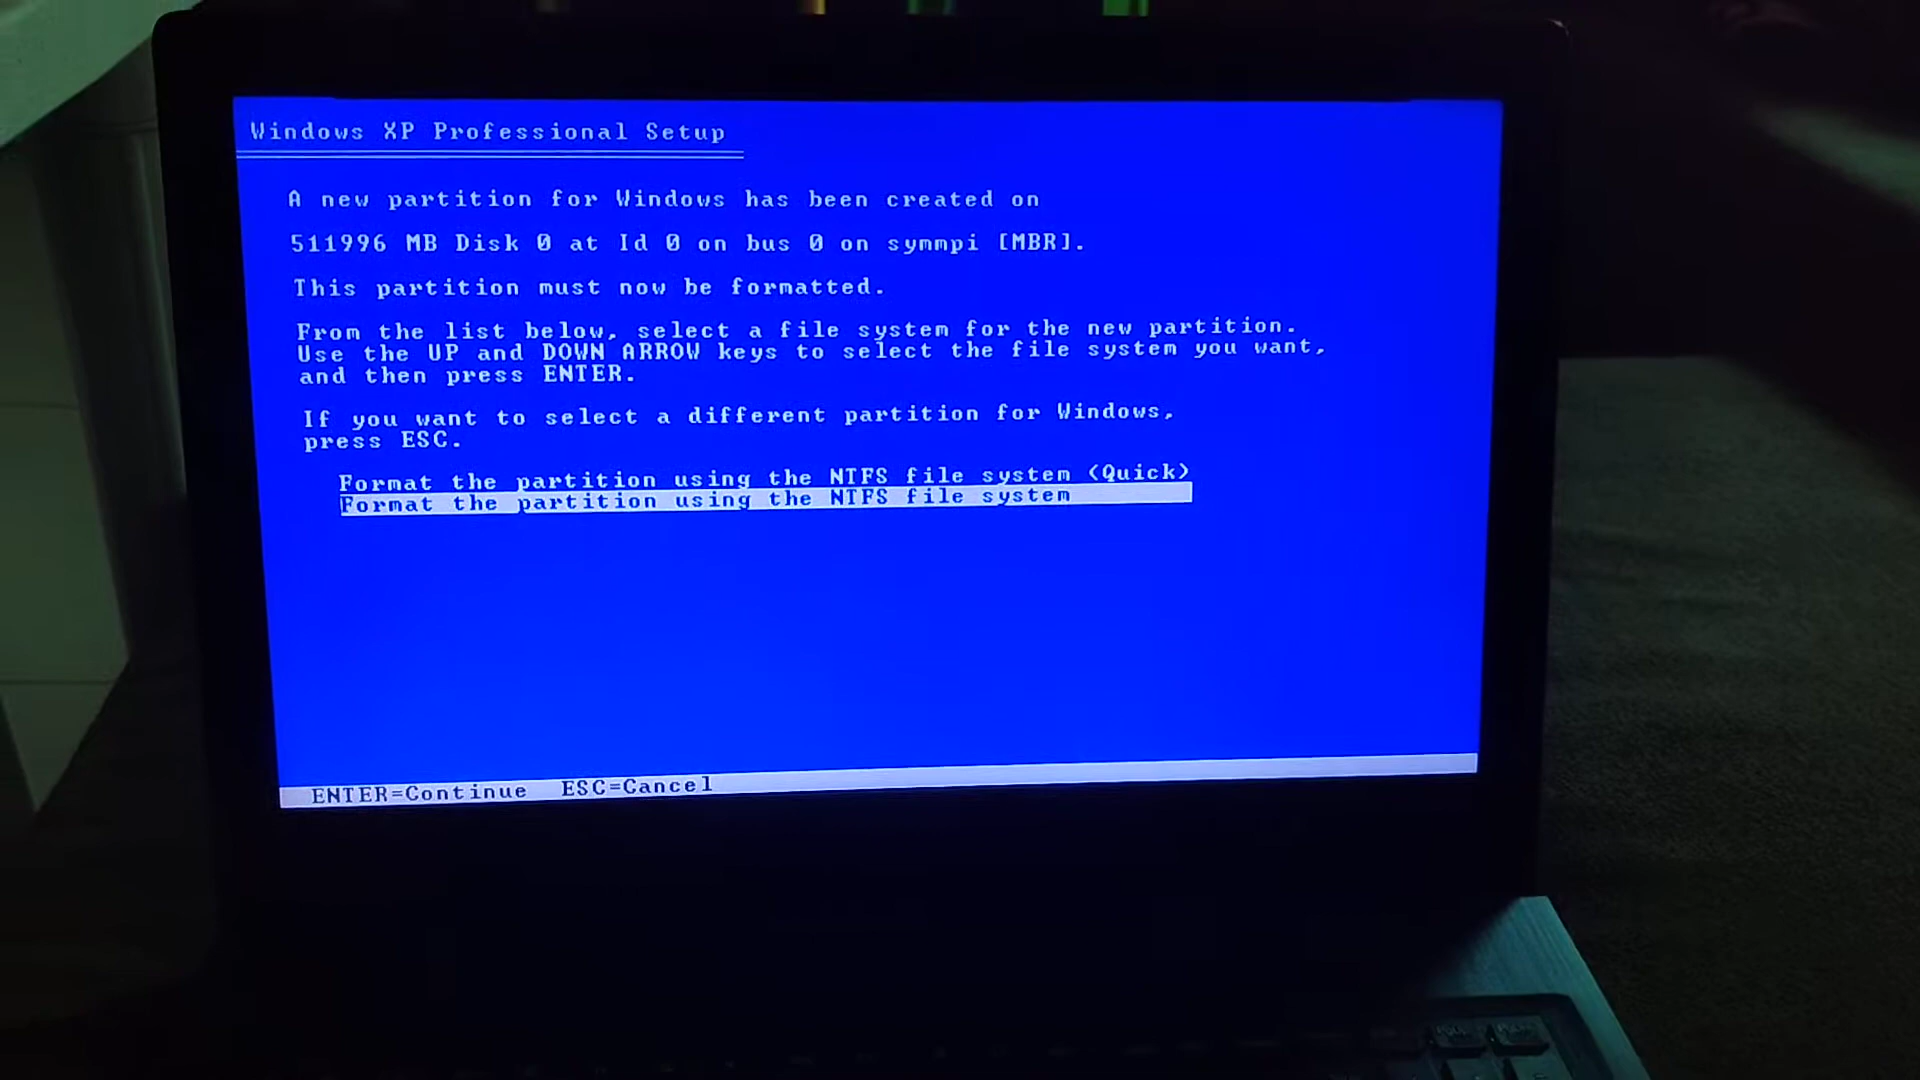 Windows XP Professional Setup
A new partition for Windows has been created on
511996 MB Disk 0 at Id 0 on bus 0 on symmpi [MBR].
This partition must now be formatted.
From the list below, select a file system for the new partition.
Use the UP and DOWN ARROW keys to select the file system you want,
and then press ENTER.
If you want to select a different partition for Windows,
press ESC.
Format the partition using the NTFS file system (Quick)
Format the partition using the NTFS file system
ENTER=Continue ESC=Cancel